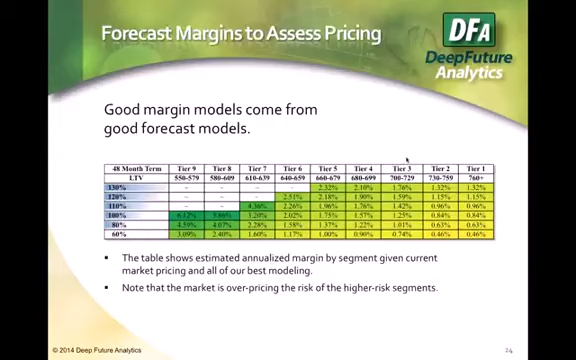 Forecast Margins to Assess Pricing
DFA
DeepFuture
Analytics
Good margin models come from
good forecast models.
48 Month Term Tier 9 Tier 8 Tier 7 Tier 6 Tier 5 Tier 4 Tier 3 Tier 2 Tier 1
LTV 550-579 580-609 610-639 640-659 660-679 680-699 700-729 730-759 760+
130% – – – – 2.32% 2.10% 1.76% 1.32% 1.32%
120% – – – 2.51% 2.18% 1.90% 1.59% 1.15% 1.15%
110% – – 4.36% 2.26% 1.96% 1.76% 1.42% 0.96% 0.96%
100% 6.12% 5.86% 3.20% 2.02% 1.75% 1.57% 1.25% 0.84% 0.84%
80% 4.59% 4.07% 2.28% 1.58% 1.37% 1.22% 1.01% 0.63% 0.63%
60% 3.09% 2.40% 1.60% 1.17% 1.00% 0.90% 0.74% 0.46% 0.46%
The table shows estimated annualized margin by segment given current
market pricing and all of our best modeling.
Note that the market is over-pricing the risk of the higher-risk segments.
© 2014 Deep Future Analytics
24